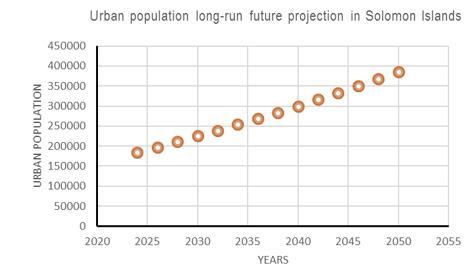 Urban population long-run future projection in Solomon Islands
450000
400000
350000
300000
250000
200000
150000
100000
50000
0
URBAN POPULATION
2020 2025 2030 2035 2040 2045 2050 2055
YEARS